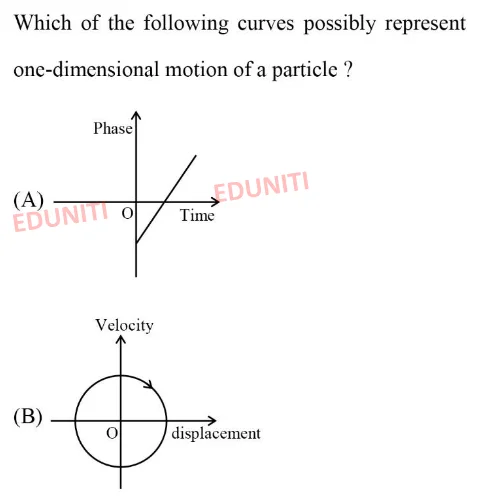 Which of the following curves possibly represent
one-dimensional motion of a particle ?
Phase
(A)
O
Time
EDUNITI
EDUNITI
Velocity
(B)
O
displacement